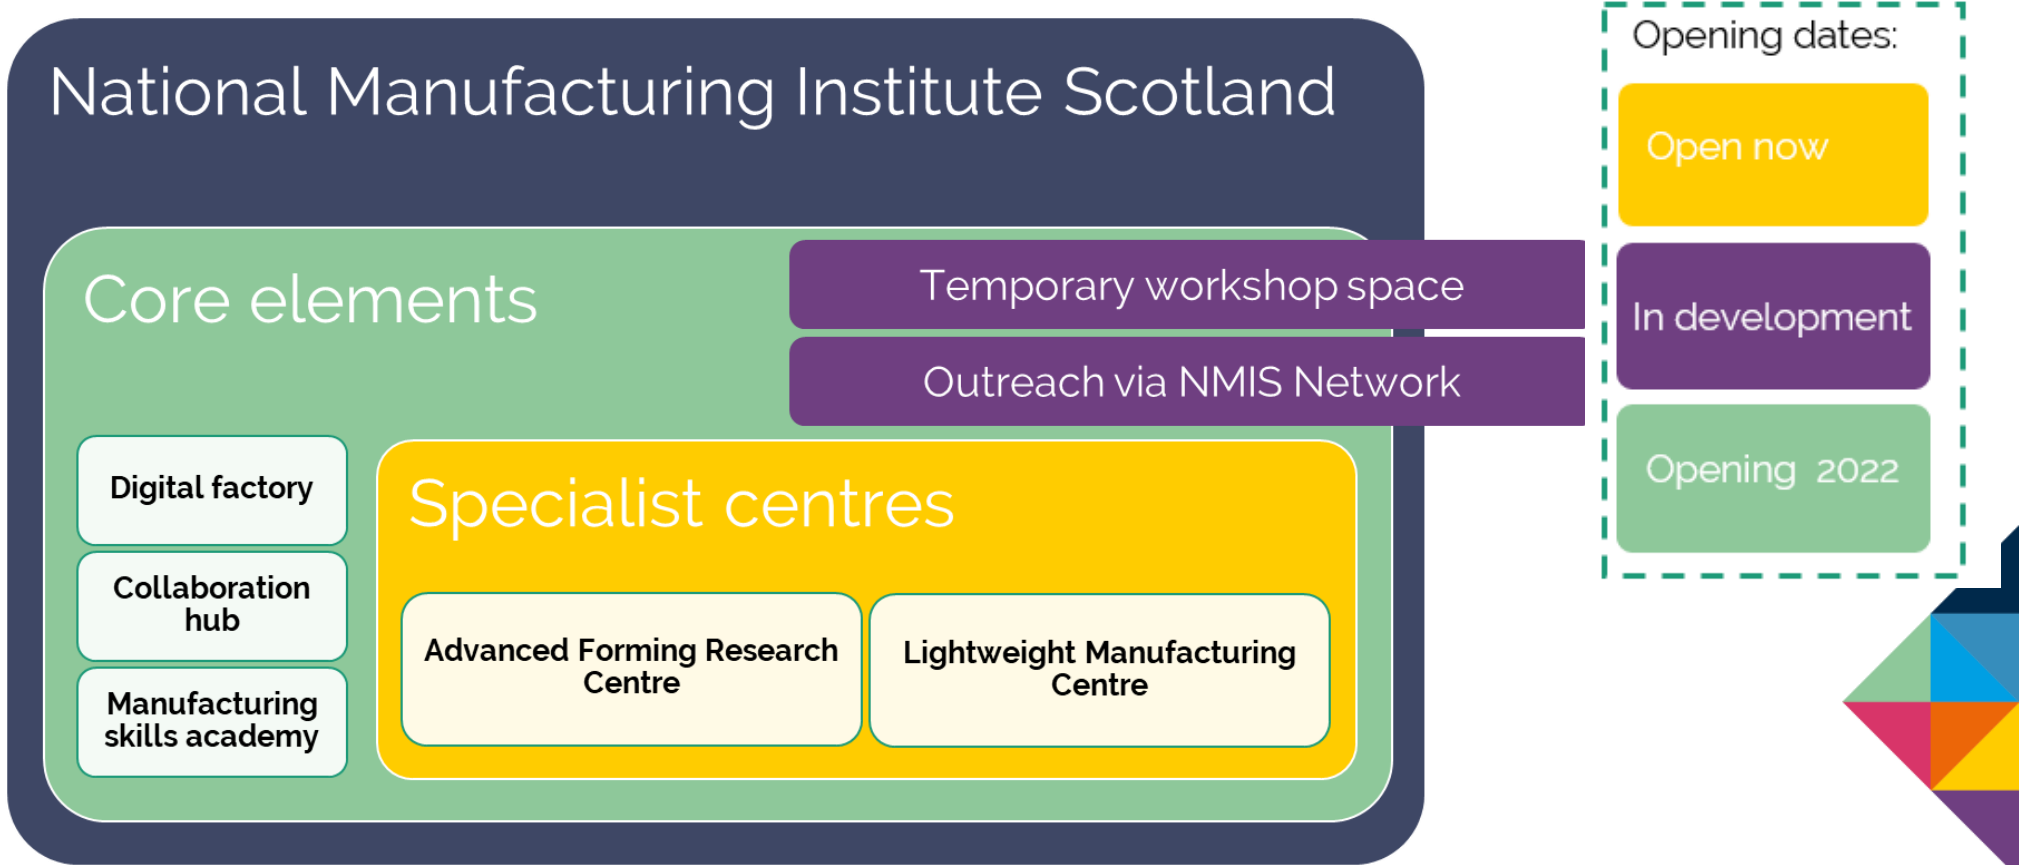 National Manufacturing Institute Scotland
Opening dates:
Open now
In development
Opening 2022
Core elements
Temporary workshop space
Outreach via NMIS Network
Digital factory
Collaboration
hub
Manufacturing
skills academy
Specialist centres
Advanced Forming Research
Centre
Lightweight Manufacturing
Centre